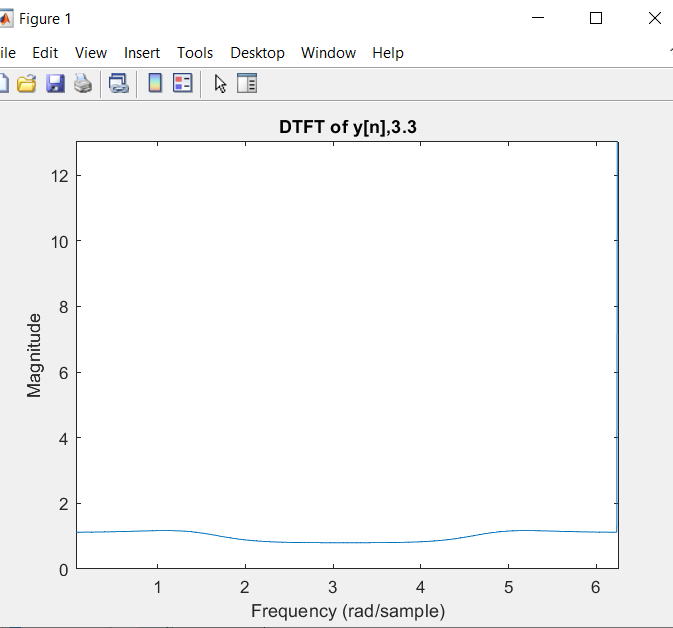 Figure 1
ile Edit View Insert Tools Desktop Window Help
DTFT of y[n],3.3
12
10
8
6
4
2
0
Magnitude
1 2 3 4 5 6
Frequency (rad/sample)